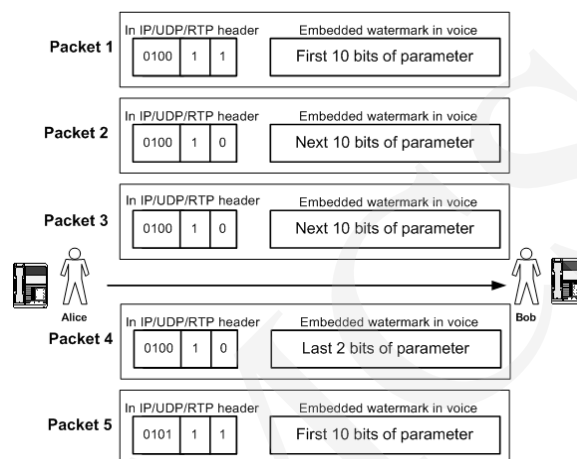 In IP/UDP/RTP header Embedded watermark in voice
Packet 1 0100 1 1 First 10 bits of parameter
In IP/UDP/RTP header Embedded watermark in voice
Packet 2 0100 1 0 Next 10 bits of parameter
In IP/UDP/RTP header Embedded watermark in voice
Packet 3 0100 1 0 Next 10 bits of parameter
Alice Bob
In IP/UDP/RTP header Embedded watermark in voice
Packet 4 0100 1 0 Last 2 bits of parameter
In IP/UDP/RTP header Embedded watermark in voice
Packet 5 0101 1 1 First 10 bits of parameter